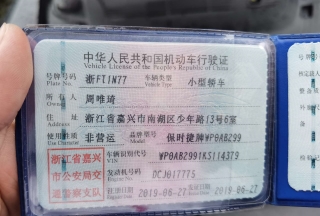 中华人民共和国机动车行驶证
Vehicle License of the People's Republic of China
号牌号码 浙FT1N77 车辆类型 小型轿车
Plate No. Vehicle Type
所有人 周唯琦
Owner
住址 浙江省嘉兴市南湖区少年路13号6室
Address
使用性质 非营运 品牌型号 保时捷牌WP0AB299
Use Character Model
浙江省嘉兴市公安局交通警察支队
车辆识别代号 WP0AB2991KS114379
VIN
发动机号码 DCJ017775
Engine No.
注册日期 2019-06-27 发证日期 2019-06-27
Register Date Issue Date